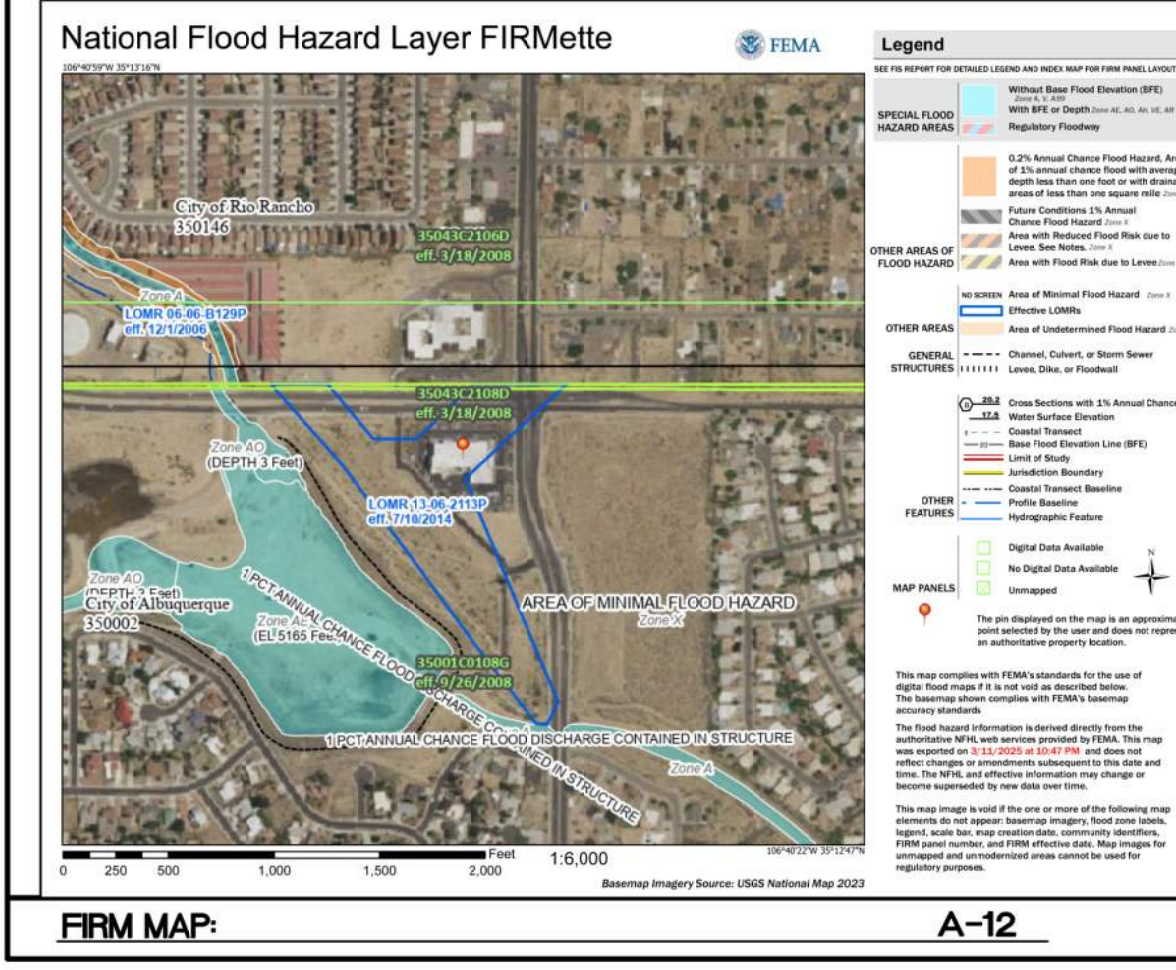 National Flood Hazard Layer FIRMette
FEMA
106°40'59"W 35°13'16"N
City of Rio Rancho
350146
35043C2106D
eff. 3/18/2008
Zone A
LOMR 06-06-B129P
eff. 12/1/2006
35043C2108D
eff. 3/18/2008
Zone AO
(DEPTH 3 Feet)
LOMR 13-06-2113P
eff. 7/10/2014
Zone AO
(DEPTH 3 Feet)
City of Albuquerque
350002
Zone AE
(EL 5165 Feet)
1 PCT ANNUAL CHANCE FLOOD DISCHARGE CONTAINED IN STRUCTURE
AREA OF MINIMAL FLOOD HAZARD
Zone X
35001C0108G
eff. 9/26/2008
1 PCT ANNUAL CHANCE FLOOD DISCHARGE CONTAINED IN STRUCTURE
Zone A
0 250 500 1,000 1,500 2,000
Feet
1:6,000
106°40'22"W 35°12'47"N
Basemap Imagery Source: USGS National Map 2023
Legend
SEE FIS REPORT FOR DETAILED LEGEND AND INDEX MAP FOR FIRM PANEL LAYOUT
SPECIAL FLOOD
HAZARD AREAS
Without Base Flood Elevation (BFE)
Zone A, V, A99
With BFE or Depth Zone AE, AO, AH, VE, AR
Regulatory Floodway
OTHER AREAS OF
FLOOD HAZARD
0.2% Annual Chance Flood Hazard, Are
of 1% annual chance flood with averag
depth less than one foot or with draina
areas of less than one square mile Zone
Future Conditions 1% Annual
Chance Flood Hazard Zone X
Area with Reduced Flood Risk due to
Levee. See Notes. Zone X
Area with Flood Risk due to Levee Zone
OTHER AREAS
NO SCREEN Area of Minimal Flood Hazard Zone X
Effective LOMRs
Area of Undetermined Flood Hazard Zo
GENERAL
STRUCTURES
Channel, Culvert, or Storm Sewer
Levee, Dike, or Floodwall
OTHER
FEATURES
20.2 Cross Sections with 1% Annual Chance
17.5 Water Surface Elevation
Coastal Transect
Base Flood Elevation Line (BFE)
Limit of Study
Jurisdiction Boundary
Coastal Transect Baseline
Profile Baseline
Hydrographic Feature
MAP PANELS
Digital Data Available
No Digital Data Available
Unmapped
N
The pin displayed on the map is an approxima
point selected by the user and does not repre
an authoritative property location.
This map complies with FEMA's standards for the use of
digital flood maps if it is not void as described below.
The basemap shown complies with FEMA's basemap
accuracy standards
The flood hazard information is derived directly from the
authoritative NFHL web services provided by FEMA. This map
was exported on 3/11/2025 at 10:47 PM and does not
reflect changes or amendments subsequent to this date and
time. The NFHL and effective information may change or
become superseded by new data over time.
This map image is void if the one or more of the following map
elements do not appear: basemap imagery, flood zone labels,
legend, scale bar, map creation date, community identifiers,
FIRM panel number, and FIRM effective date. Map images for
unmapped and unmodernized areas cannot be used for
regulatory purposes.
FIRM MAP:
A-12